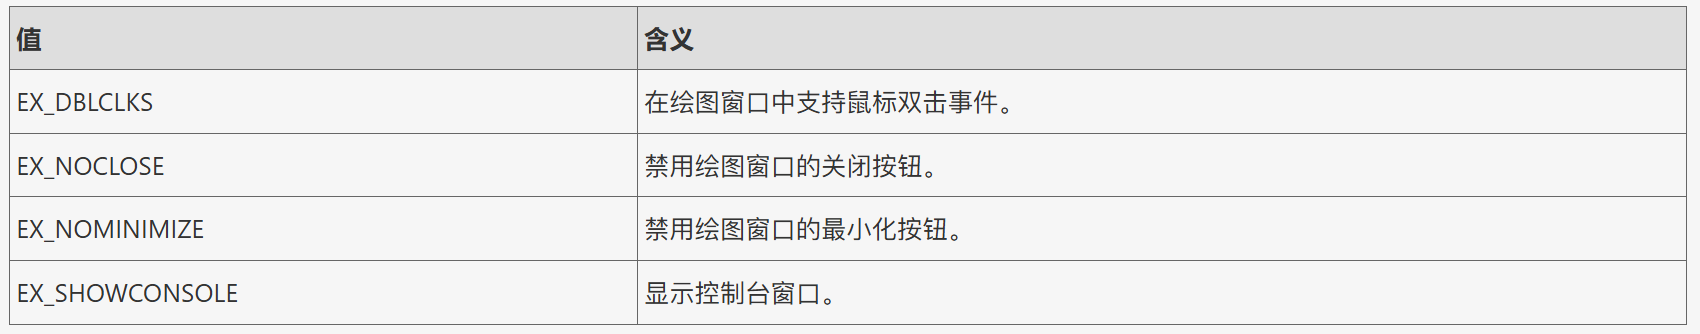 值 含义
EX_DBLCLKS 在绘图窗口中支持鼠标双击事件。
EX_NOCLOSE 禁用绘图窗口的关闭按钮。
EX_NOMINIMIZE 禁用绘图窗口的最小化按钮。
EX_SHOWCONSOLE 显示控制台窗口。